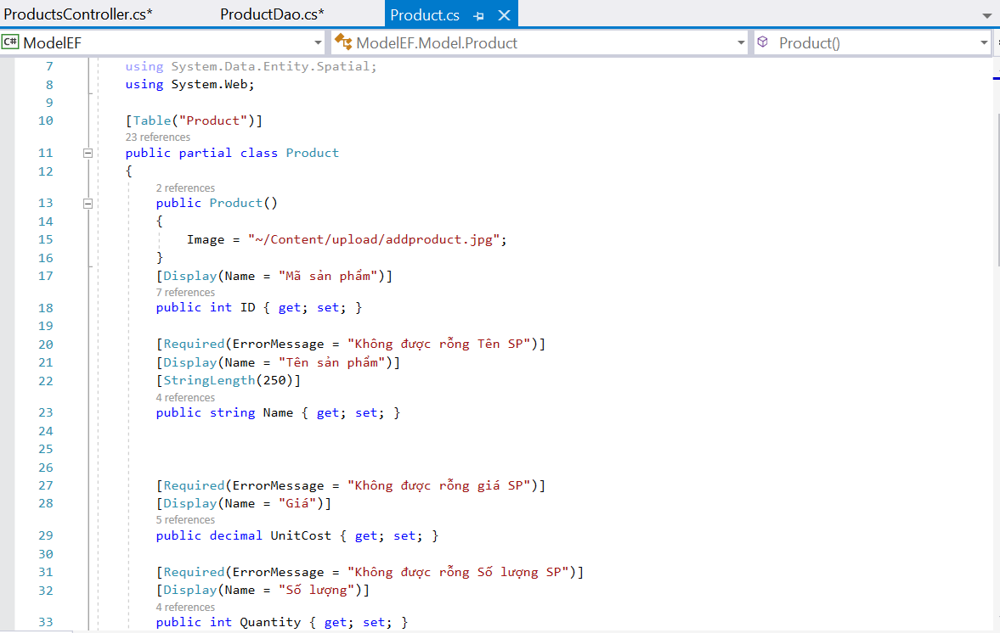 ProductsController.cs* ProductDao.cs* Product.cs
C# ModelEF ModelEF.Model.Product Product()
7 using System.Data.Entity.Spatial;
8 using System.Web;
9
10 [Table("Product")]
23 references
11 public partial class Product
12 {
2 references
13 public Product()
14 {
15 Image = "~/Content/upload/addproduct.jpg";
16 }
17 [Display(Name = "Mã sản phẩm")]
7 references
18 public int ID { get; set; }
19
20 [Required(ErrorMessage = "Không được rỗng Tên SP")]
21 [Display(Name = "Tên sản phẩm")]
22 [StringLength(250)]
4 references
23 public string Name { get; set; }
24
25
26
27 [Required(ErrorMessage = "Không được rỗng giá SP")]
28 [Display(Name = "Giá")]
5 references
29 public decimal UnitCost { get; set; }
30
31 [Required(ErrorMessage = "Không được rỗng Số lượng SP")]
32 [Display(Name = "Số lượng")]
4 references
33 public int Quantity { get; set; }